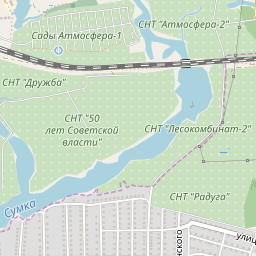 СНТ "Атмосфера-2"
Сады Атмосфера-1
СНТ "Дружба"
СНТ "50
лет Советской
власти"
СНТ "Лесокомбинат-2"
СНТ "Радуга"
Сумка
нского
улиц